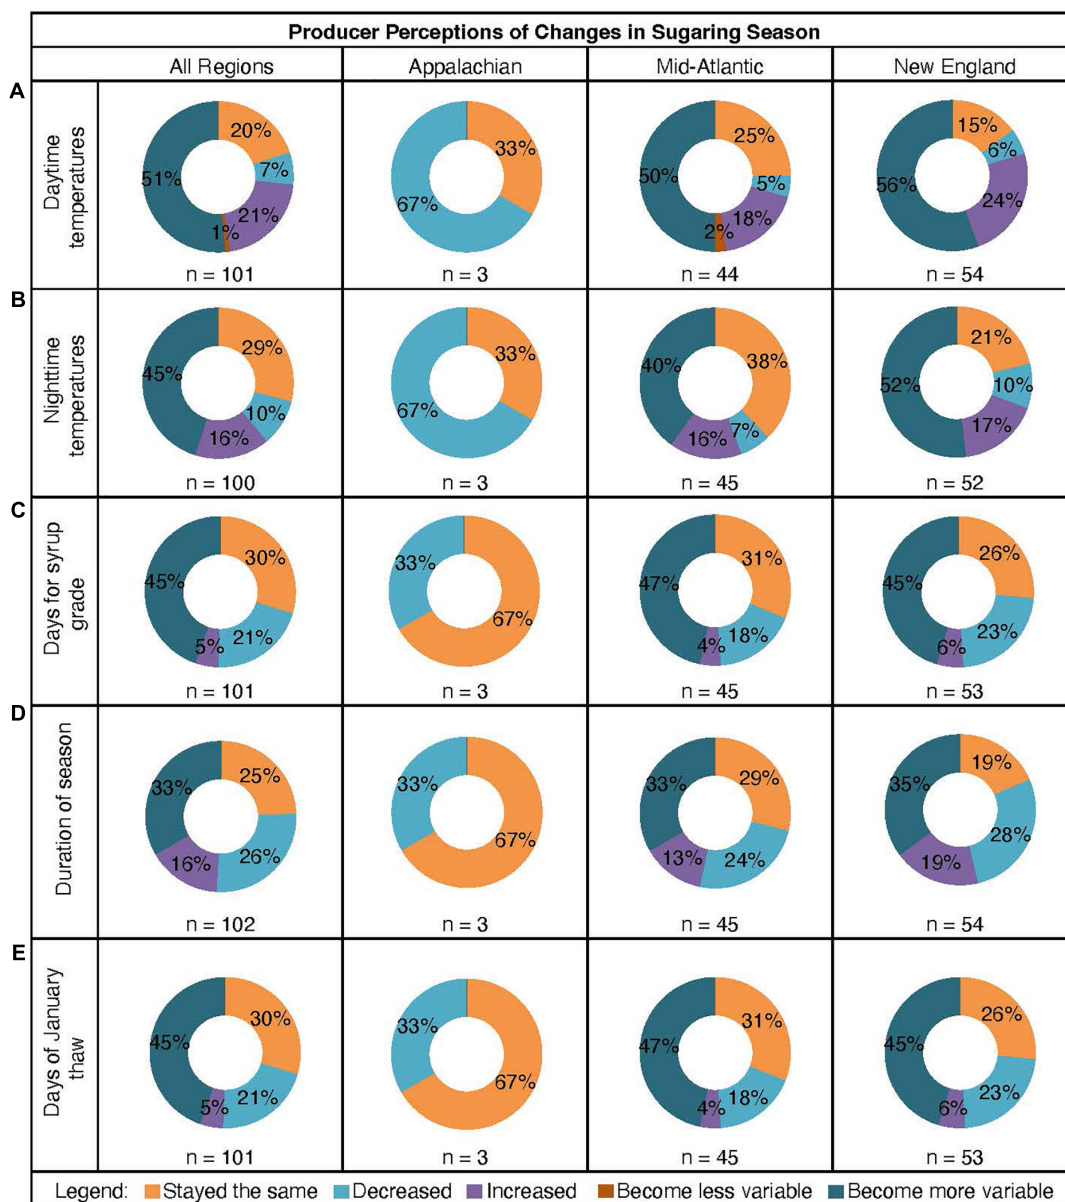 Producer Perceptions of Changes in Sugaring Season
All Regions Appalachian Mid-Atlantic New England
A
Daytime
temperatures
20%
7%
21%
1%
51%
n = 101
33%
67%
n = 3
25%
5%
18%
2%
50%
n = 44
15%
6%
24%
56%
n = 54
B
Nighttime
temperatures
29%
10%
16%
45%
n = 100
33%
67%
n = 3
38%
7%
16%
40%
n = 45
21%
10%
17%
52%
n = 52
C
Days for syrup
grade
30%
21%
5%
45%
n = 101
33%
67%
n = 3
31%
18%
4%
47%
n = 45
26%
23%
6%
45%
n = 53
D
Duration of season
25%
26%
16%
33%
n = 102
33%
67%
n = 3
29%
24%
13%
33%
n = 45
19%
28%
19%
35%
n = 54
E
Days of January
thaw
30%
21%
5%
45%
n = 101
33%
67%
n = 3
31%
18%
4%
47%
n = 45
26%
23%
6%
45%
n = 53
Legend: Stayed the same Decreased Increased Become less variable Become more variable